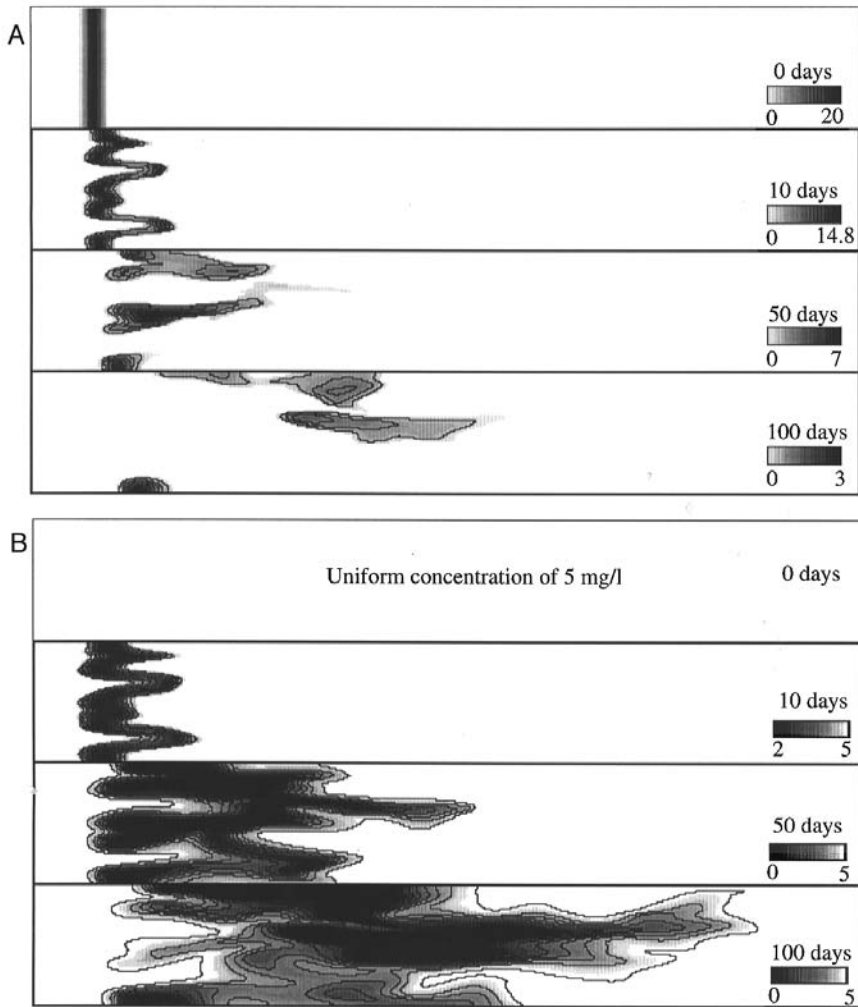 A
0 days
0 20
10 days
0 14.8
50 days
0 7
100 days
0 3
B
Uniform concentration of 5 mg/l 0 days
10 days
2 5
50 days
0 5
100 days
0 5